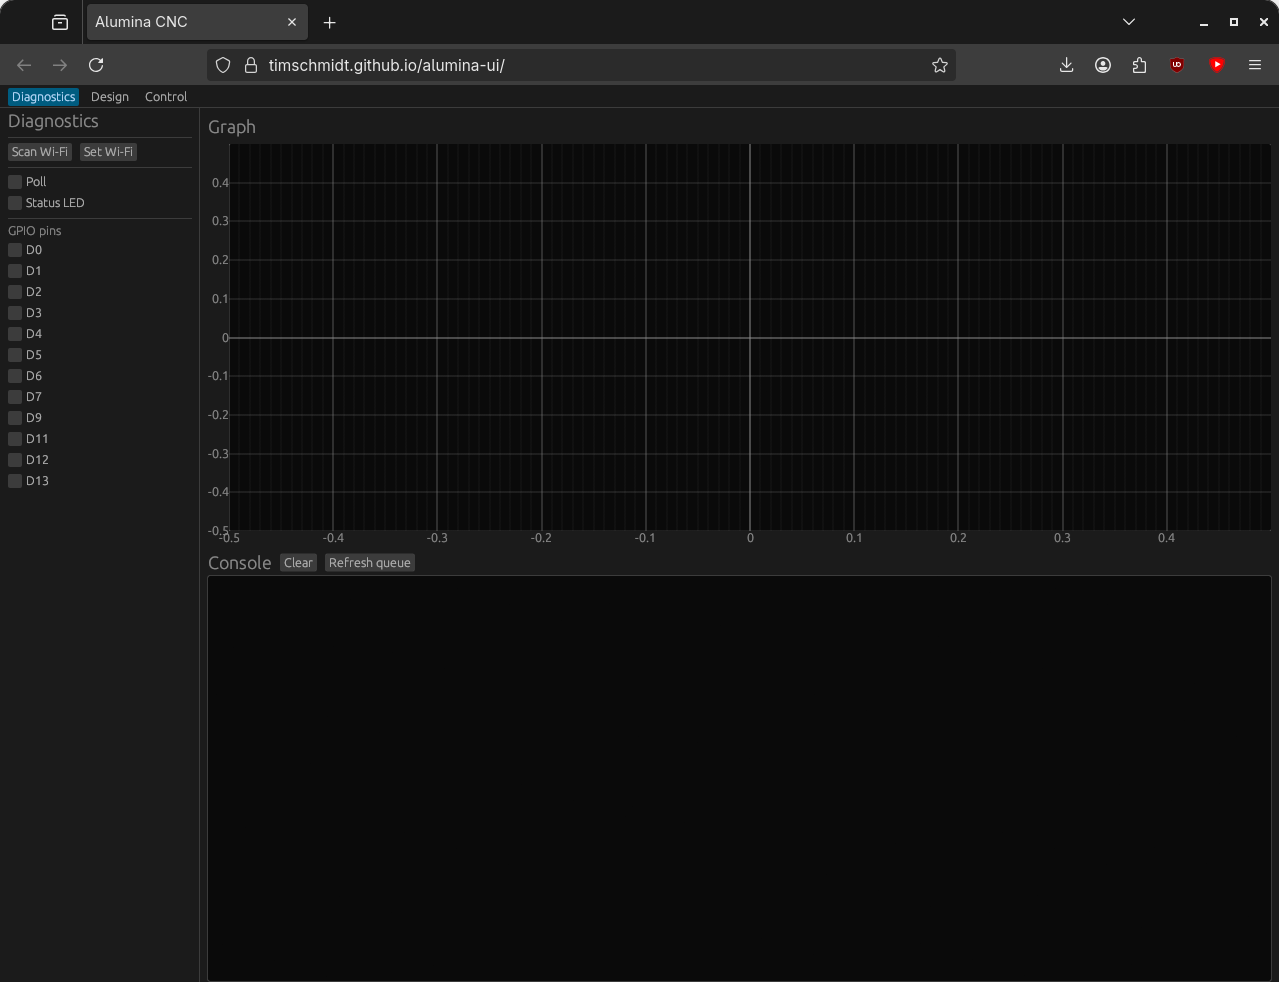 Alumina CNC
timschmidt.github.io/alumina-ui/
Diagnostics Design Control
Diagnostics
Scan Wi-Fi Set Wi-Fi
Poll
Status LED
GPIO pins
D0
D1
D2
D3
D4
D5
D6
D7
D9
D11
D12
D13
Graph
0.4
0.3
0.2
0.1
0
-0.1
-0.2
-0.3
-0.4
-0.5
-0.5 -0.4 -0.3 -0.2 -0.1 0 0.1 0.2 0.3 0.4
Console Clear Refresh queue